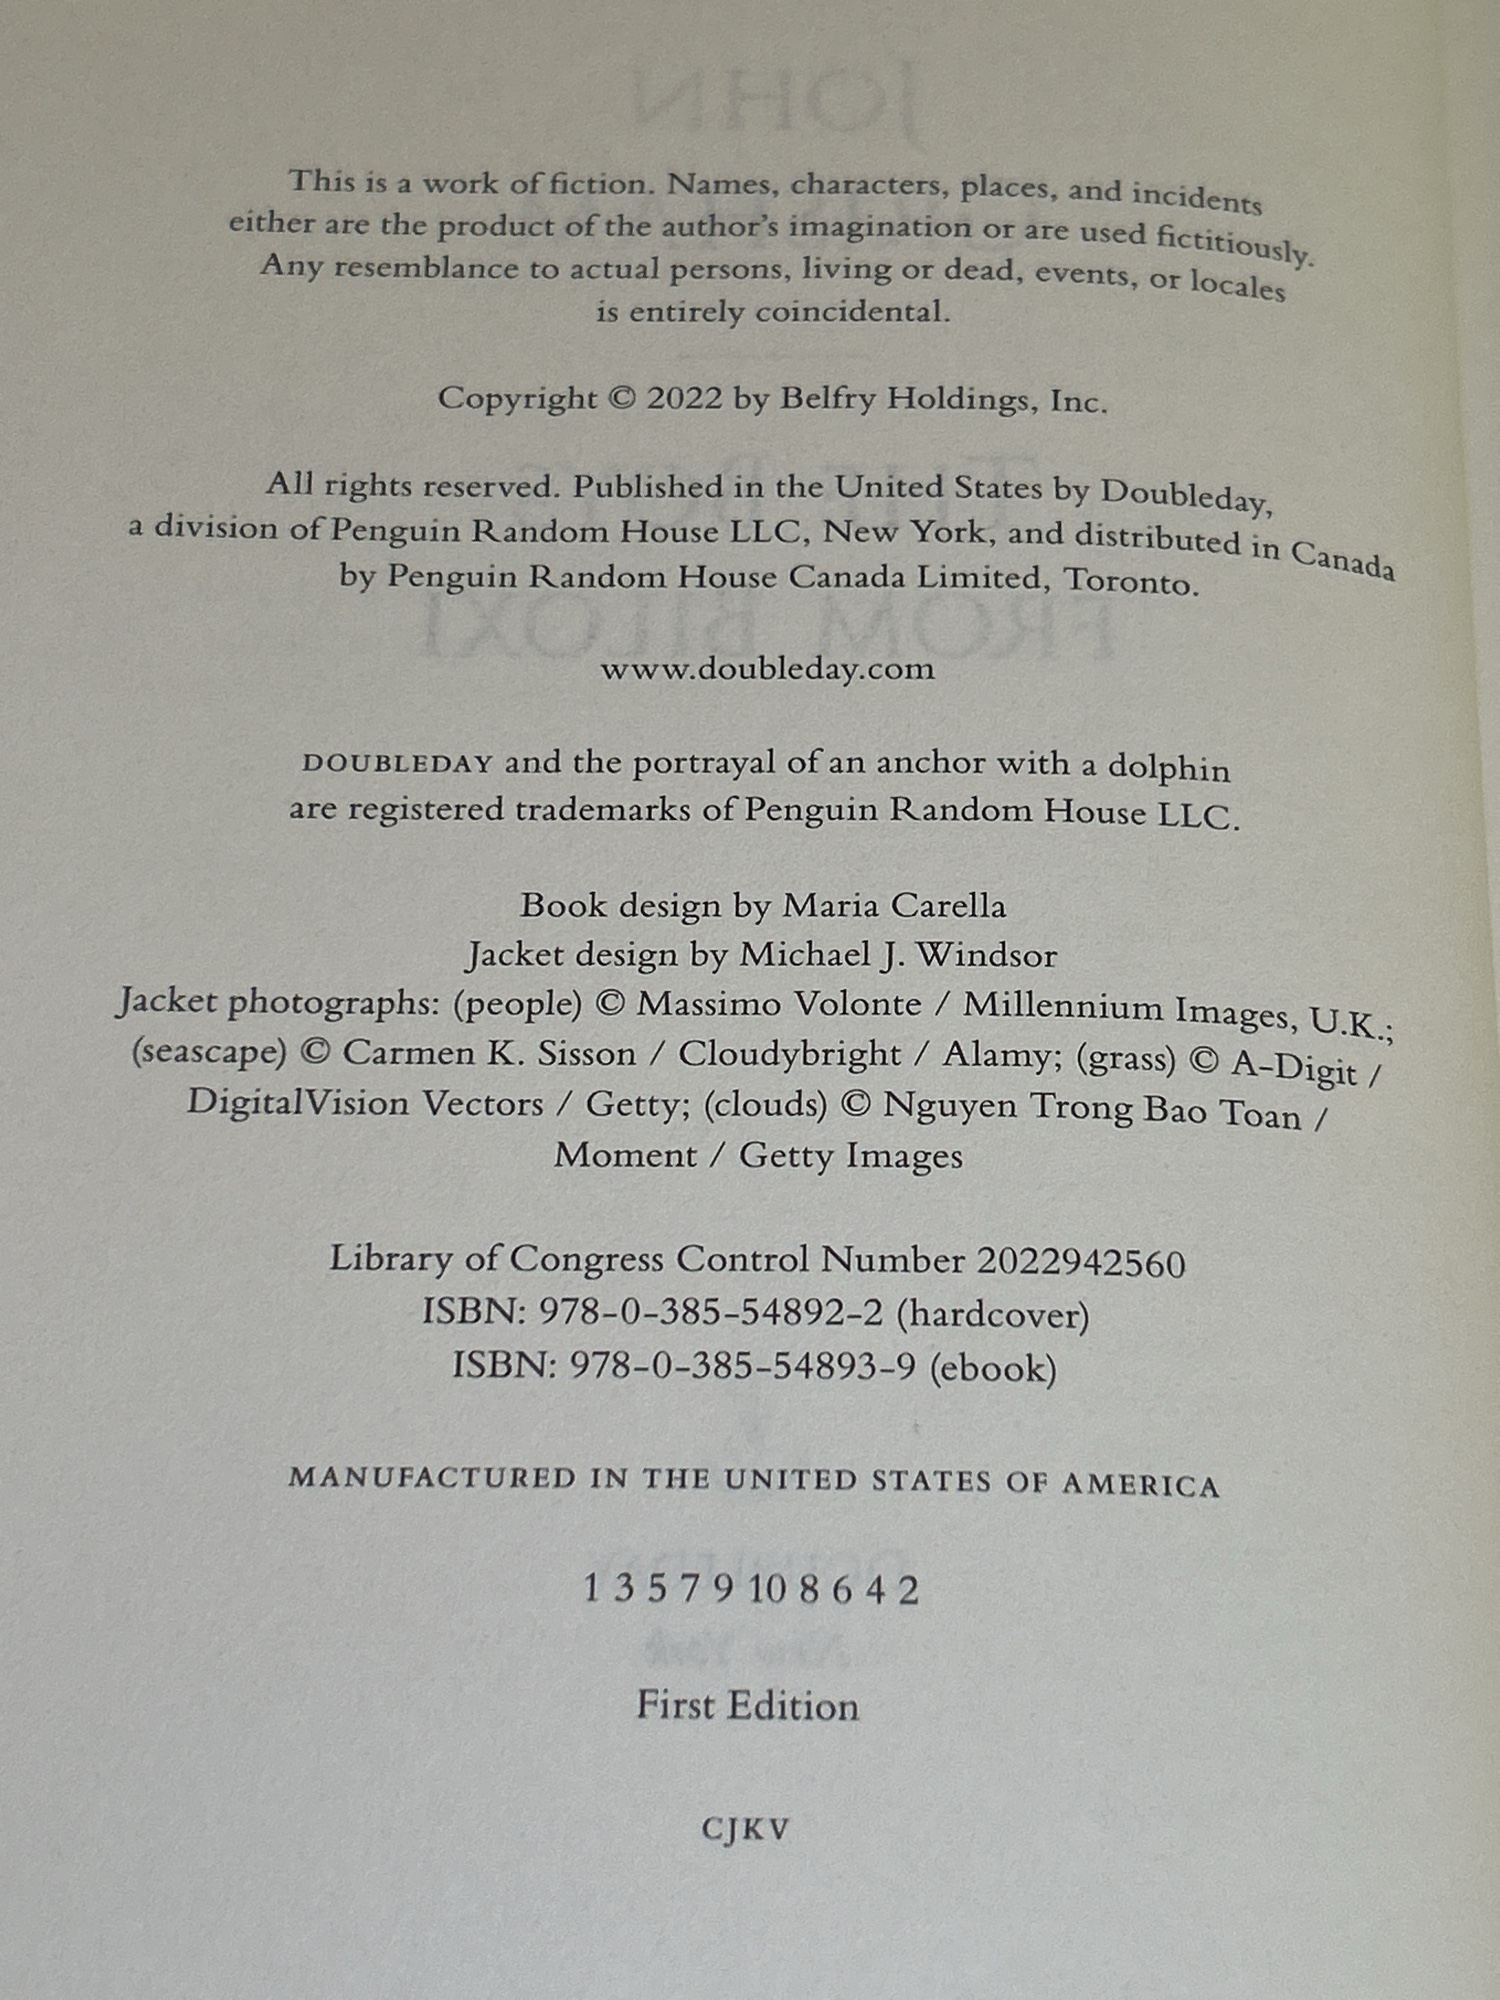 JOHN
This is a work of fiction. Names, characters, places, and incidents
either are the product of the author's imagination or are used fictitiously.
Any resemblance to actual persons, living or dead, events, or locales
is entirely coincidental.
Copyright © 2022 by Belfry Holdings, Inc.
All rights reserved. Published in the United States by Doubleday,
a division of Penguin Random House LLC, New York, and distributed in Canada
by Penguin Random House Canada Limited, Toronto.
FROM BILOXI
www.doubleday.com
DOUBLEDAY and the portrayal of an anchor with a dolphin
are registered trademarks of Penguin Random House LLC.
Book design by Maria Carella
Jacket design by Michael J. Windsor
Jacket photographs: (people) © Massimo Volonte / Millennium Images, U.K.;
(seascape) © Carmen K. Sisson / Cloudybright / Alamy; (grass) © A-Digit /
DigitalVision Vectors / Getty; (clouds) © Nguyen Trong Bao Toan /
Moment / Getty Images
Library of Congress Control Number 2022942560
ISBN: 978-0-385-54892-2 (hardcover)
ISBN: 978-0-385-54893-9 (ebook)
MANUFACTURED IN THE UNITED STATES OF AMERICA
1 3 5 7 9 10 8 6 4 2
New York
First Edition
CJKV